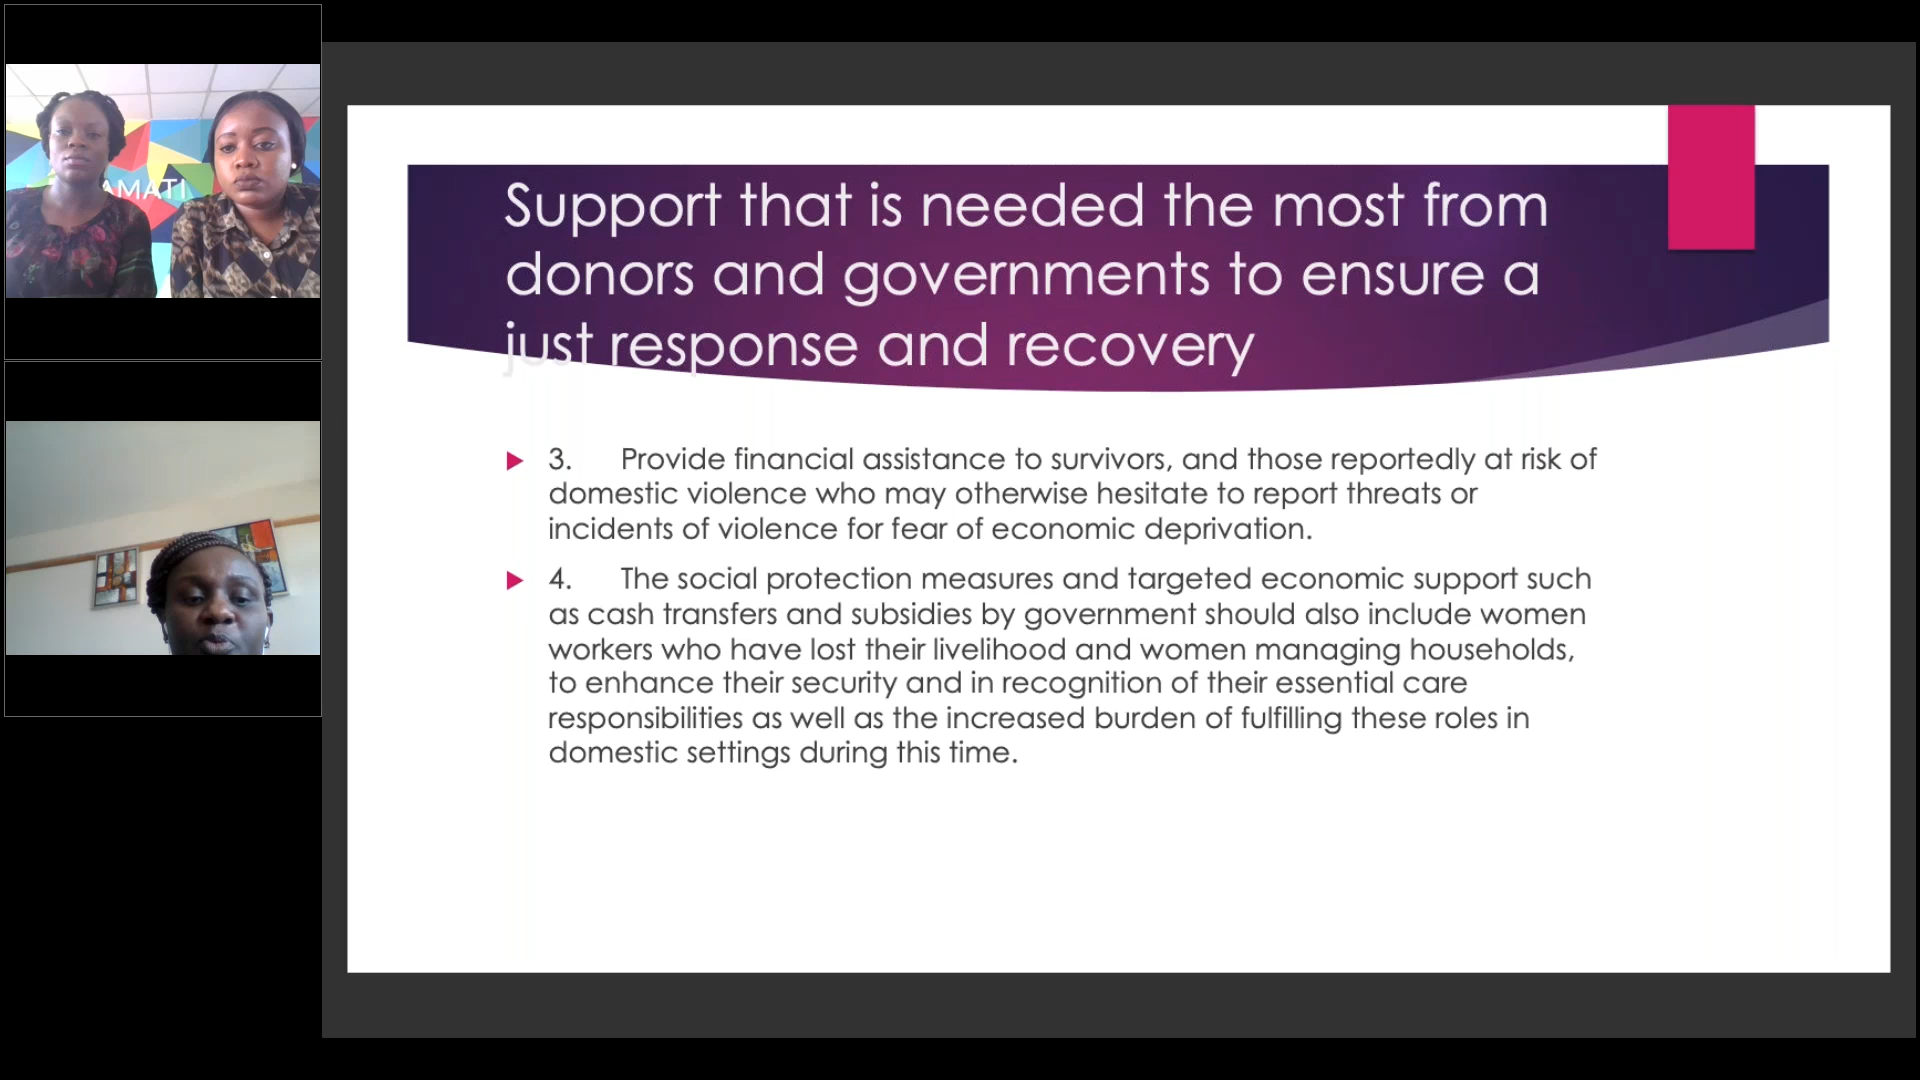 AMATI
Support that is needed the most from
donors and governments to ensure a
just response and recovery
3. Provide financial assistance to survivors, and those reportedly at risk of
domestic violence who may otherwise hesitate to report threats or
incidents of violence for fear of economic deprivation.
4. The social protection measures and targeted economic support such
as cash transfers and subsidies by government should also include women
workers who have lost their livelihood and women managing households,
to enhance their security and in recognition of their essential care
responsibilities as well as the increased burden of fulfilling these roles in
domestic settings during this time.